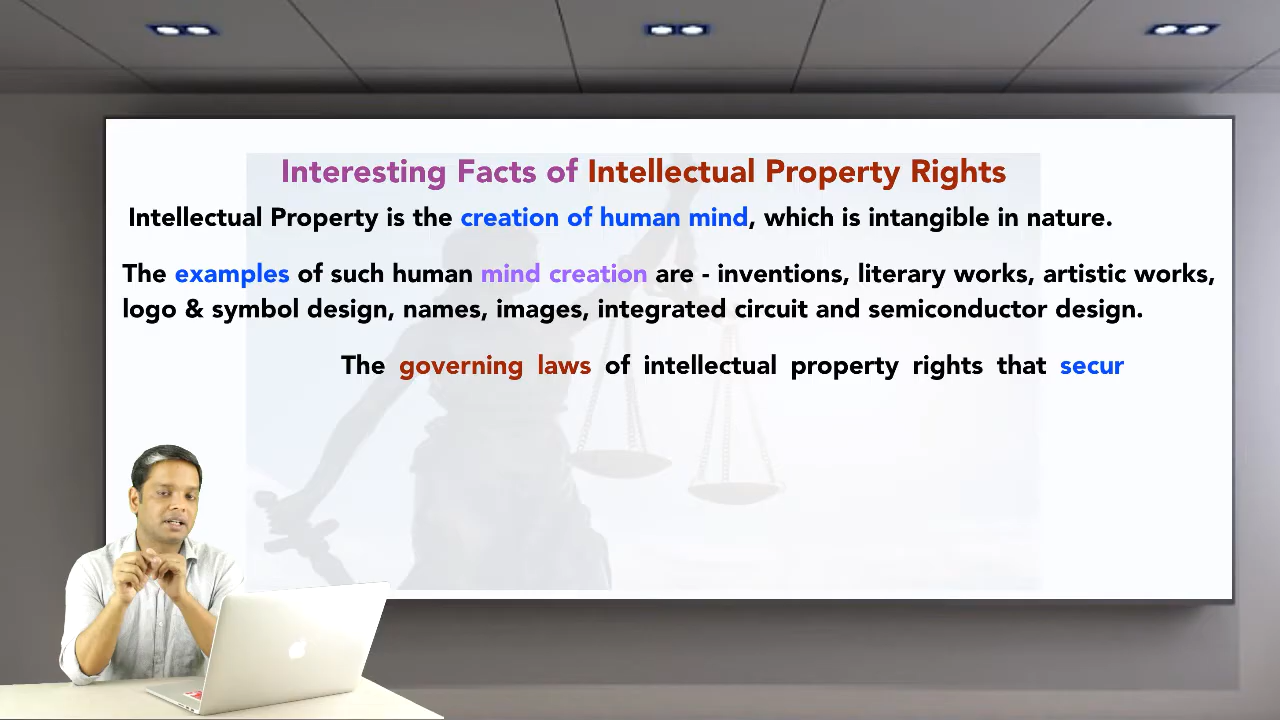 Interesting Facts of Intellectual Property Rights
Intellectual Property is the creation of human mind, which is intangible in nature.
The examples of such human mind creation are - inventions, literary works, artistic works,
logo & symbol design, names, images, integrated circuit and semiconductor design.
The governing laws of intellectual property rights that secur